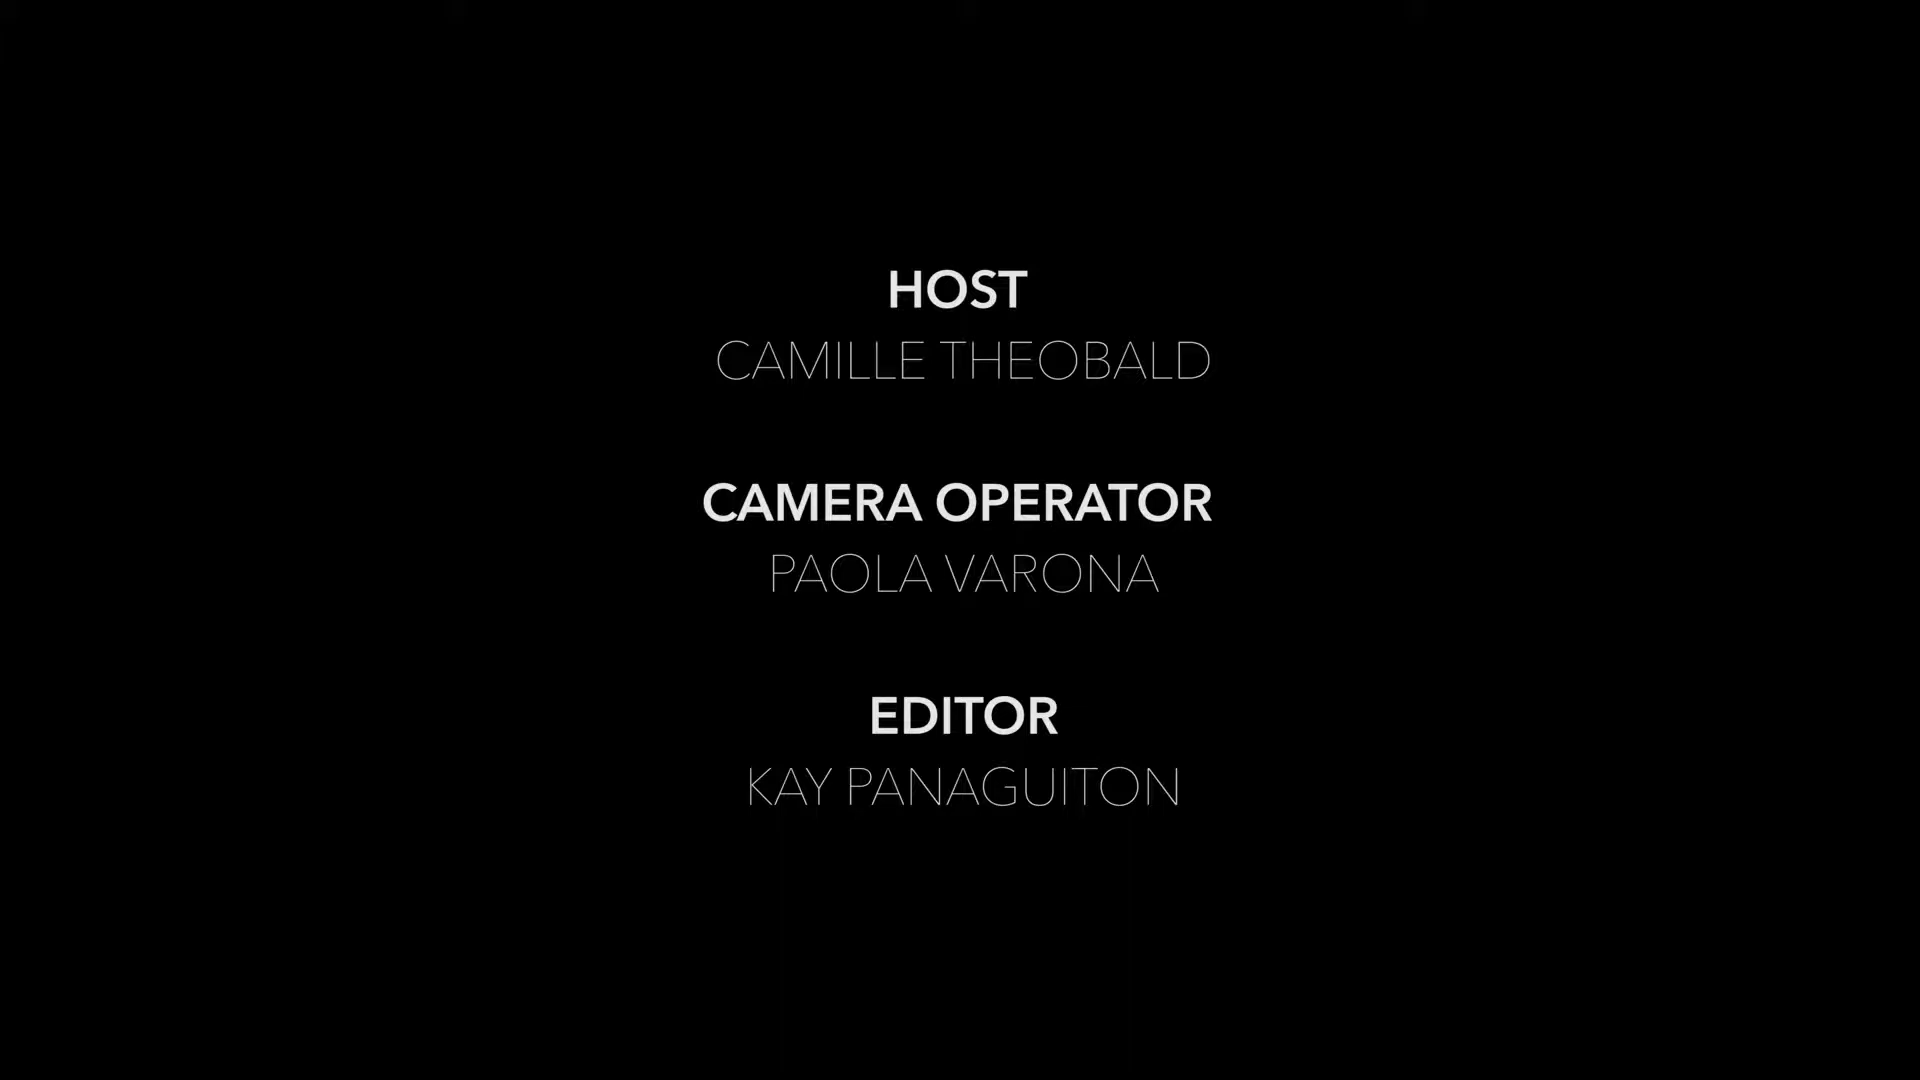 HOST
CAMILLE THEOBALD
CAMERA OPERATOR
PAOLA VARONA
EDITOR
KAY PANAGUITON